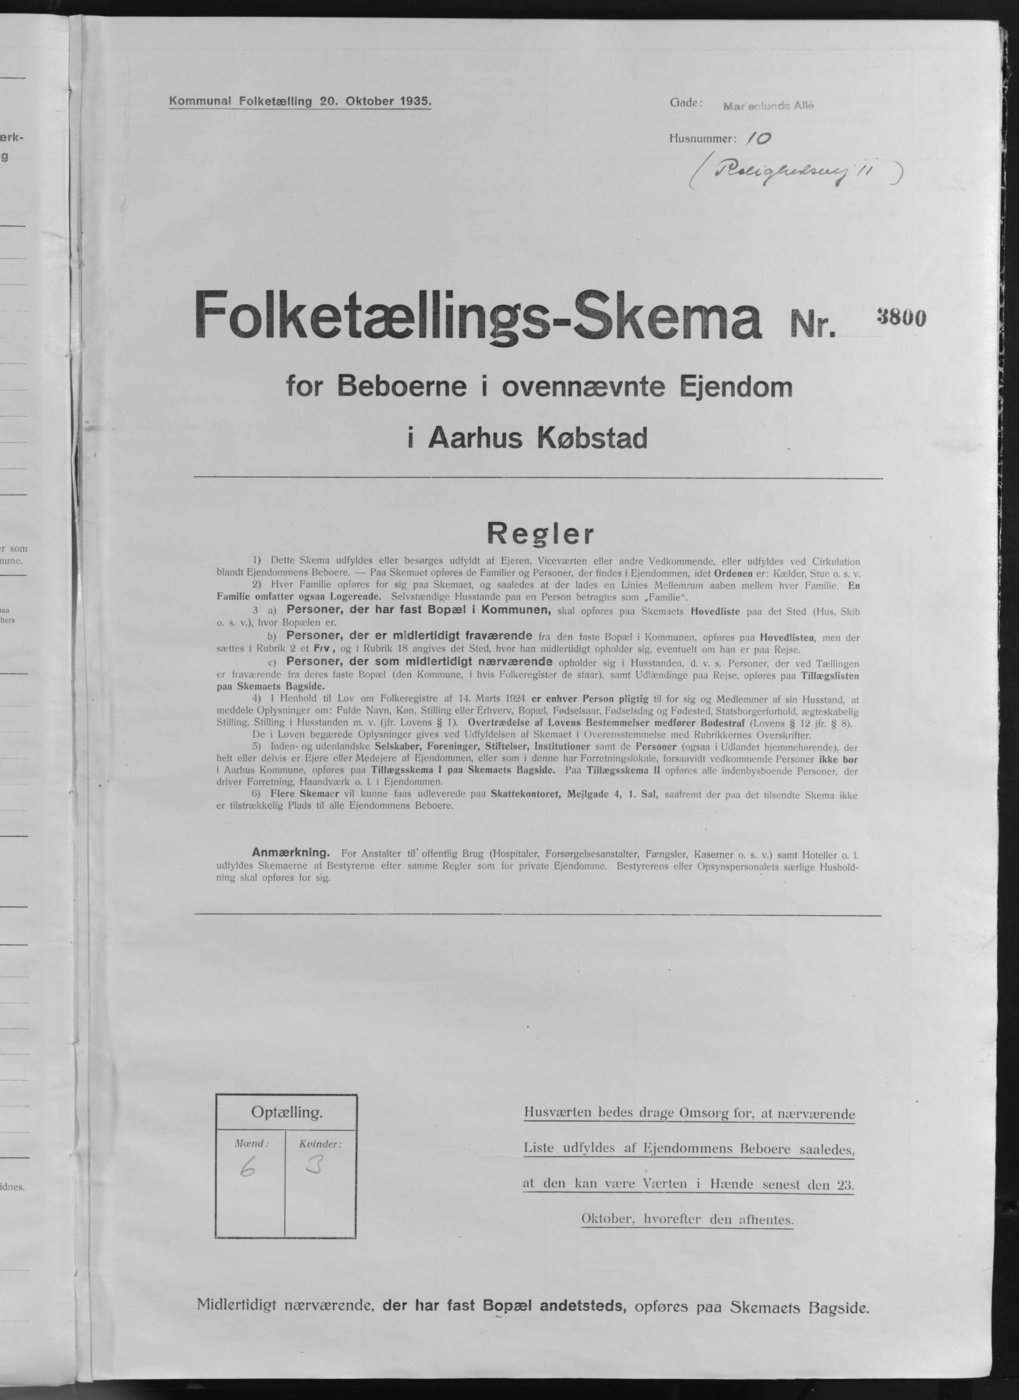 Kommunal Folketælling 20. Oktober 1935.
Gade: Marienlunds Allé
Husnummer: 10
(Rolighedsvej 11)
Folketællings-Skema Nr. 3800
for Beboerne i ovennævnte Ejendom
i Aarhus Købstad
Regler
1) Dette Skema udfyldes eller besørges udfyldt af Ejeren, Viceværten eller andre Vedkommende, eller udfyldes ved Cirkulation
blandt Ejendommens Beboere. — Paa Skemaet opføres de Familier og Personer, der findes i Ejendommen, idet Ordenen er: Kælder, Stue o. s. v.
2) Hver Familie opføres for sig paa Skemaet, og saaledes at der lades en Linies Mellemrum aaben mellem hver Familie. En
Familie omfatter ogsaa Logerende. Selvstændige Husstande paa en Person betragtes som „Familie“.
3 a) Personer, der har fast Bopæl i Kommunen, skal opføres paa Skemaets Hovedliste paa det Sted (Hus, Skib
o. s. v.), hvor Bopælen er.
b) Personer, der er midlertidigt fraværende fra den faste Bopæl i Kommunen, opføres paa Hovedlisten, men der
sættes i Rubrik 2 et Frv., og i Rubrik 18 angives det Sted, hvor han midlertidigt opholder sig, eventuelt om han er paa Rejse.
c) Personer, der som midlertidigt nærværende opholder sig i Husstanden, d. v. s. Personer, der ved Tællingen
er fraværende fra deres faste Bopæl (den Kommune, i hvis Folkeregister de staar), samt Udlændinge paa Rejse, opføres paa Tillægslisten
paa Skemaets Bagside.
4) I Henhold til Lov om Folkeregistre af 14. Marts 1924 er enhver Person pligtig til for sig og Medlemmer af sin Husstand, at
meddele Oplysninger om: Fulde Navn, Køn, Stilling eller Erhverv, Bopæl, Fødselsaar, Fødselsdag og Fødested, Statsborgerforhold, ægteskabelig
Stilling, Stilling i Husstanden m. v. (jfr. Lovens § 1). Overtrædelse af Lovens Bestemmelser medfører Bødestraf (Lovens § 12 jfr. § 8).
De i Loven begærede Oplysninger gives ved Udfyldelsen af Skemaet i Overensstemmelse med Rubrikkernes Overskrifter.
5) Inden- og udenlandske Selskaber, Foreninger, Stiftelser, Institutioner samt de Personer (ogsaa i Udlandet hjemmehørende), der
helt eller delvis er Ejere eller Medejere af Ejendommen, eller som i denne har Forretningslokale, forsaavidt vedkommende Personer ikke bor
i Aarhus Kommune, opføres paa Tillægsskema I paa Skemaets Bagside. Paa Tillægsskema II opføres alle indenbysboende Personer, der
driver Forretning, Haandværk o. l. i Ejendommen.
6) Flere Skemaer vil kunne faas udleverede paa Skattekontoret, Mejlgade 4, 1. Sal, saafremt der paa det tilsendte Skema ikke
er tilstrækkelig Plads til alle Ejendommens Beboere.
Anmærkning. For Anstalter til offentlig Brug (Hospitaler, Forsørgelsesanstalter, Fængsler, Kaserner o. s. v.) samt Hoteller o. l.
udfyldes Skemaerne af Bestyrerne efter samme Regler som for private Ejendomme. Bestyrerens eller Opsynspersonalets særlige Hushold-
ning skal opføres for sig.
Optælling.
Mænd: Kvinder:
6 3
Husværten bedes drage Omsorg for, at nærværende
Liste udfyldes af Ejendommens Beboere saaledes,
at den kan være Værten i Hænde senest den 23.
Oktober, hvorefter den afhentes.
Midlertidigt nærværende, der har fast Bopæl andetsteds, opføres paa Skemaets Bagside.